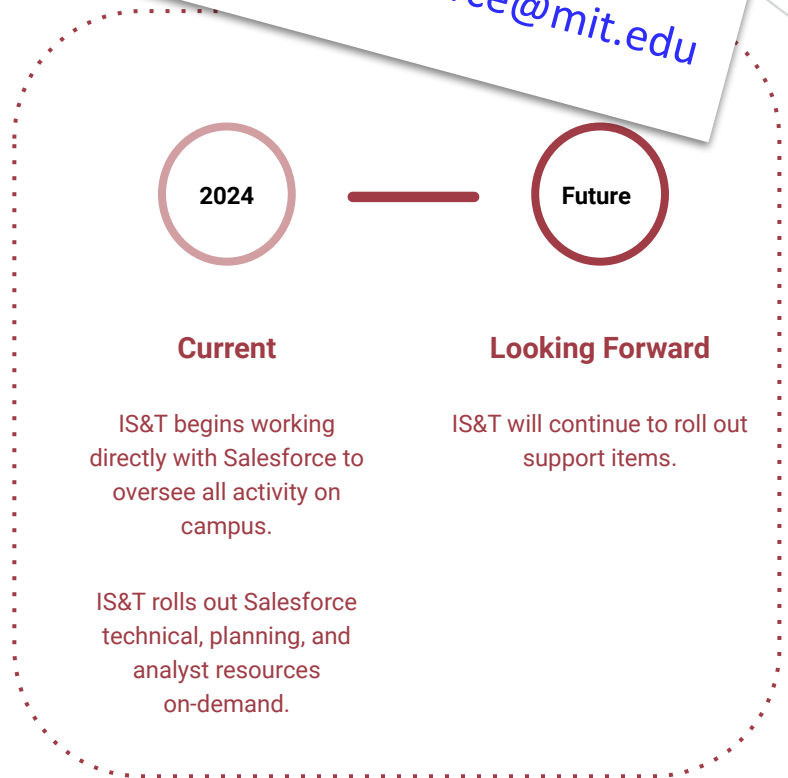 @mit.edu
2024
Future
Current
Looking Forward
IS&T begins working
directly with Salesforce to
oversee all activity on
campus.
IS&T will continue to roll out
support items.
IS&T rolls out Salesforce
technical, planning, and
analyst resources
on-demand.